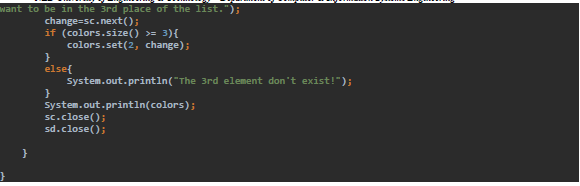 want to be in the 3rd place of the list.");
change=sc.next();
if (colors.size() >= 3){
colors.set(2, change);
}
else{
System.out.println("The 3rd element don't exist!");
}
System.out.println(colors);
sc.close();
sd.close();
}
}